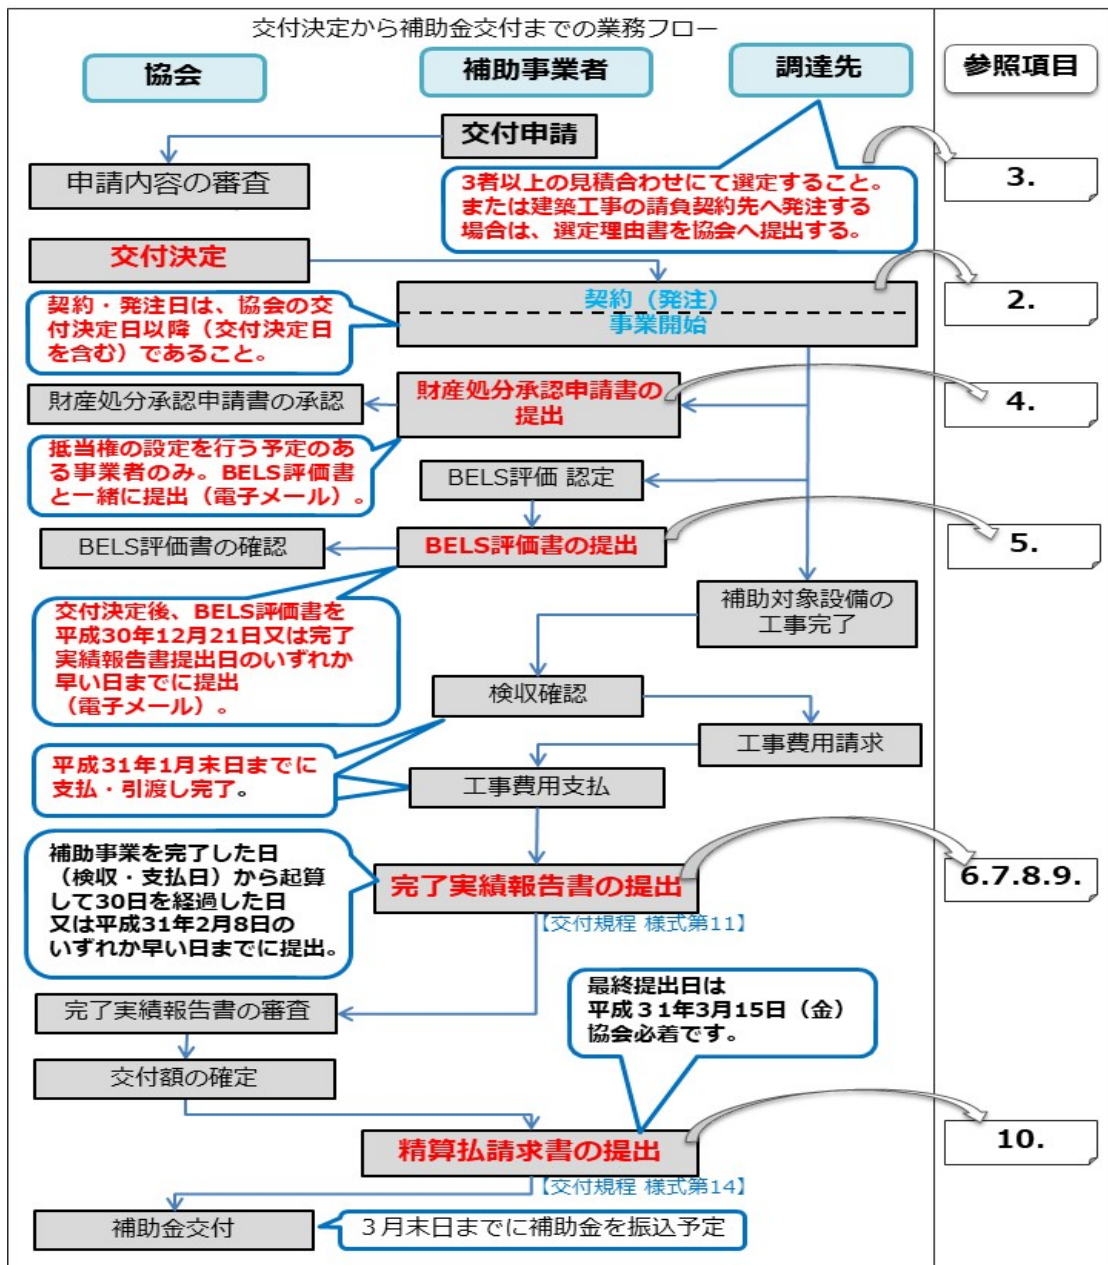 交付決定から補助金交付までの業務フロー
協会
補助事業者
調達先
参照項目
交付申請
申請内容の審査
3者以上の見積合わせにて選定すること。
または建築工事の請負契約先へ発注する
場合は、選定理由書を協会へ提出する。
3.
交付決定
契約（発注）
事業開始
2.
契約・発注日は、協会の交
付決定日以降（交付決定日
を含む）であること。
財産処分承認申請書の承認
財産処分承認申請書の
提出
4.
抵当権の設定を行う予定のあ
る事業者のみ。BELS評価書
と一緒に提出（電子メール）。
BELS評価 認定
BELS評価書の確認
BELS評価書の提出
5.
交付決定後、BELS評価書を
平成30年12月21日又は完了
実績報告書提出日のいずれか
早い日までに提出
（電子メール）。
補助対象設備の
工事完了
検収確認
工事費用請求
平成31年1月末日までに
支払・引渡し完了。
工事費用支払
補助事業を完了した日
（検収・支払日）から起算
して30日を経過した日
又は平成31年2月8日の
いずれか早い日までに提出。
完了実績報告書の提出
6.7.8.9.
【交付規程 様式第11】
最終提出日は
平成３1年3月15日（金）
協会必着です。
完了実績報告書の審査
交付額の確定
精算払請求書の提出
10.
【交付規程 様式第14】
補助金交付
３月末日までに補助金を振込予定